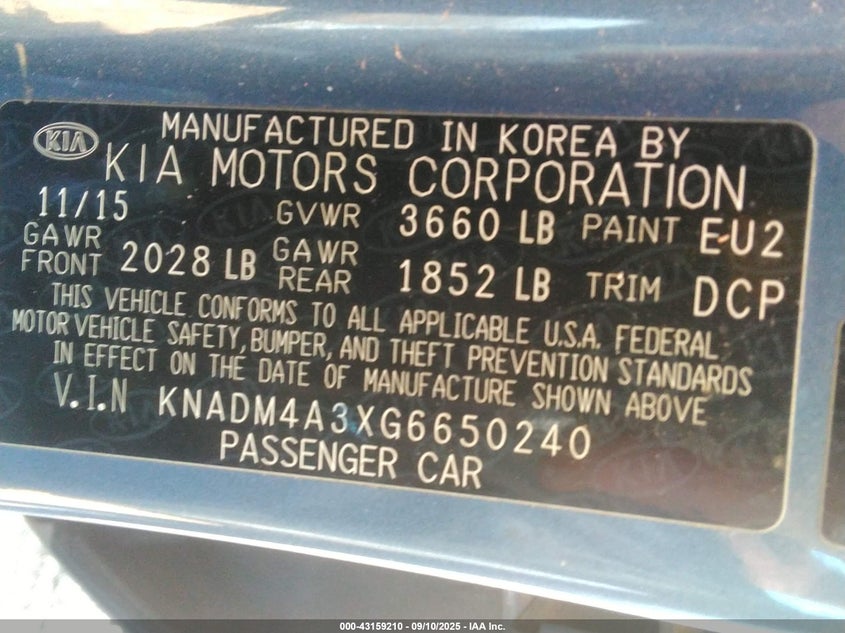 KIA
MANUFACTURED IN KOREA BY
KIA MOTORS CORPORATION
11/15 GVWR 3660 LB PAINT EU2
GAWR FRONT 2028 LB GAWR REAR 1852 LB TRIM DCP
THIS VEHICLE CONFORMS TO ALL APPLICABLE U.S.A. FEDERAL
MOTOR VEHICLE SAFETY, BUMPER, AND THEFT PREVENTION STANDARDS
IN EFFECT ON THE DATE OF MANUFACTURE SHOWN ABOVE
V.I.N KNADM4A3XG6650240
PASSENGER CAR
000-43159210 - 09/10/2025 - IAA Inc.